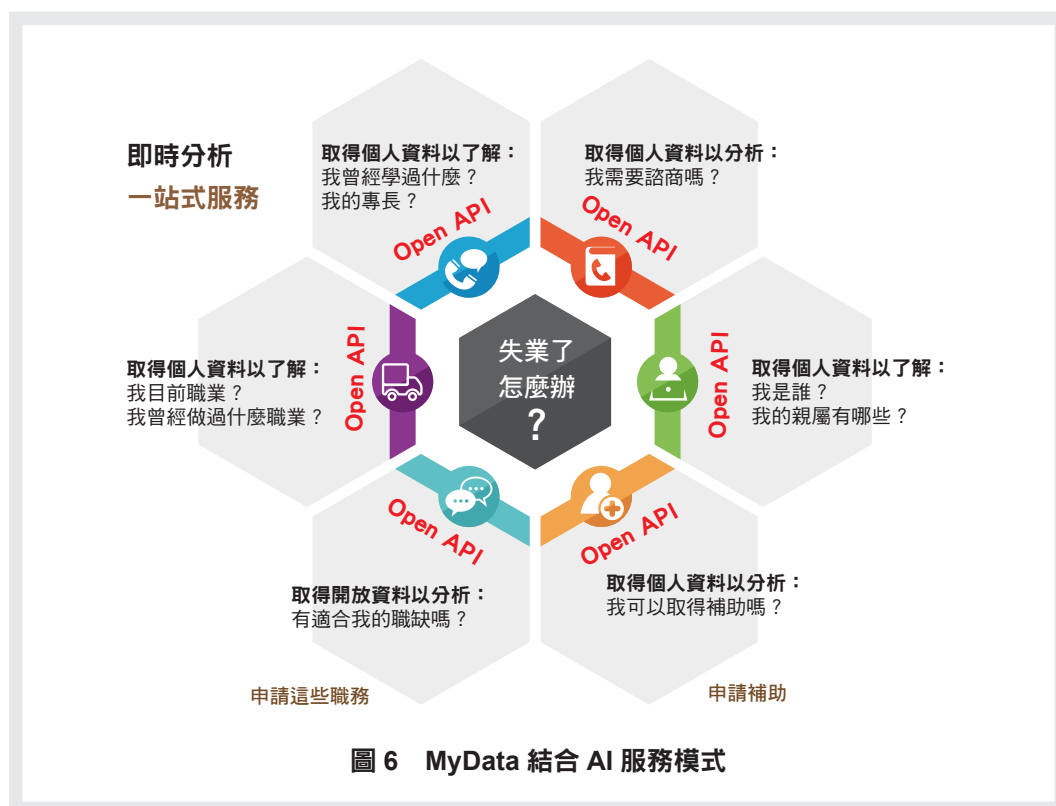 即時分析
一站式服務
取得個人資料以了解：
我曾經學過什麼？
我的專長？
Open API
取得個人資料以分析：
我需要諮商嗎？
Open API
取得個人資料以了解：
我目前職業？
我曾經做過什麼職業？
Open API
失業了
怎麼辦
？
Open API
取得個人資料以了解：
我是誰？
我的親屬有哪些？
Open API
取得開放資料以分析：
有適合我的職缺嗎？
Open API
取得個人資料以分析：
我可以取得補助嗎？
申請這些職務
申請補助
圖 6　MyData 結合 AI 服務模式